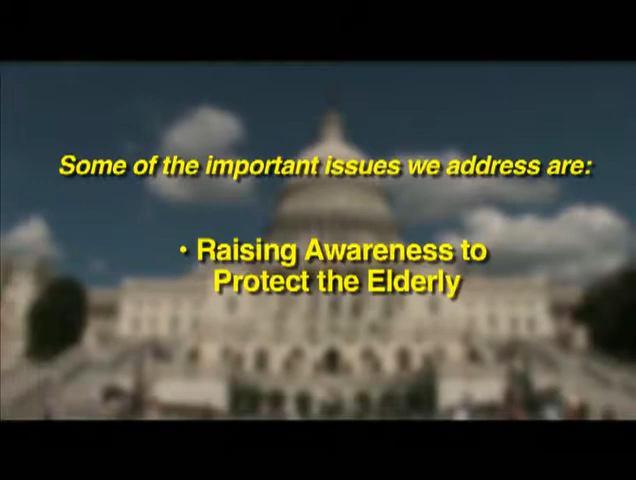 Some of the important issues we address are:
• Raising Awareness to
Protect the Elderly